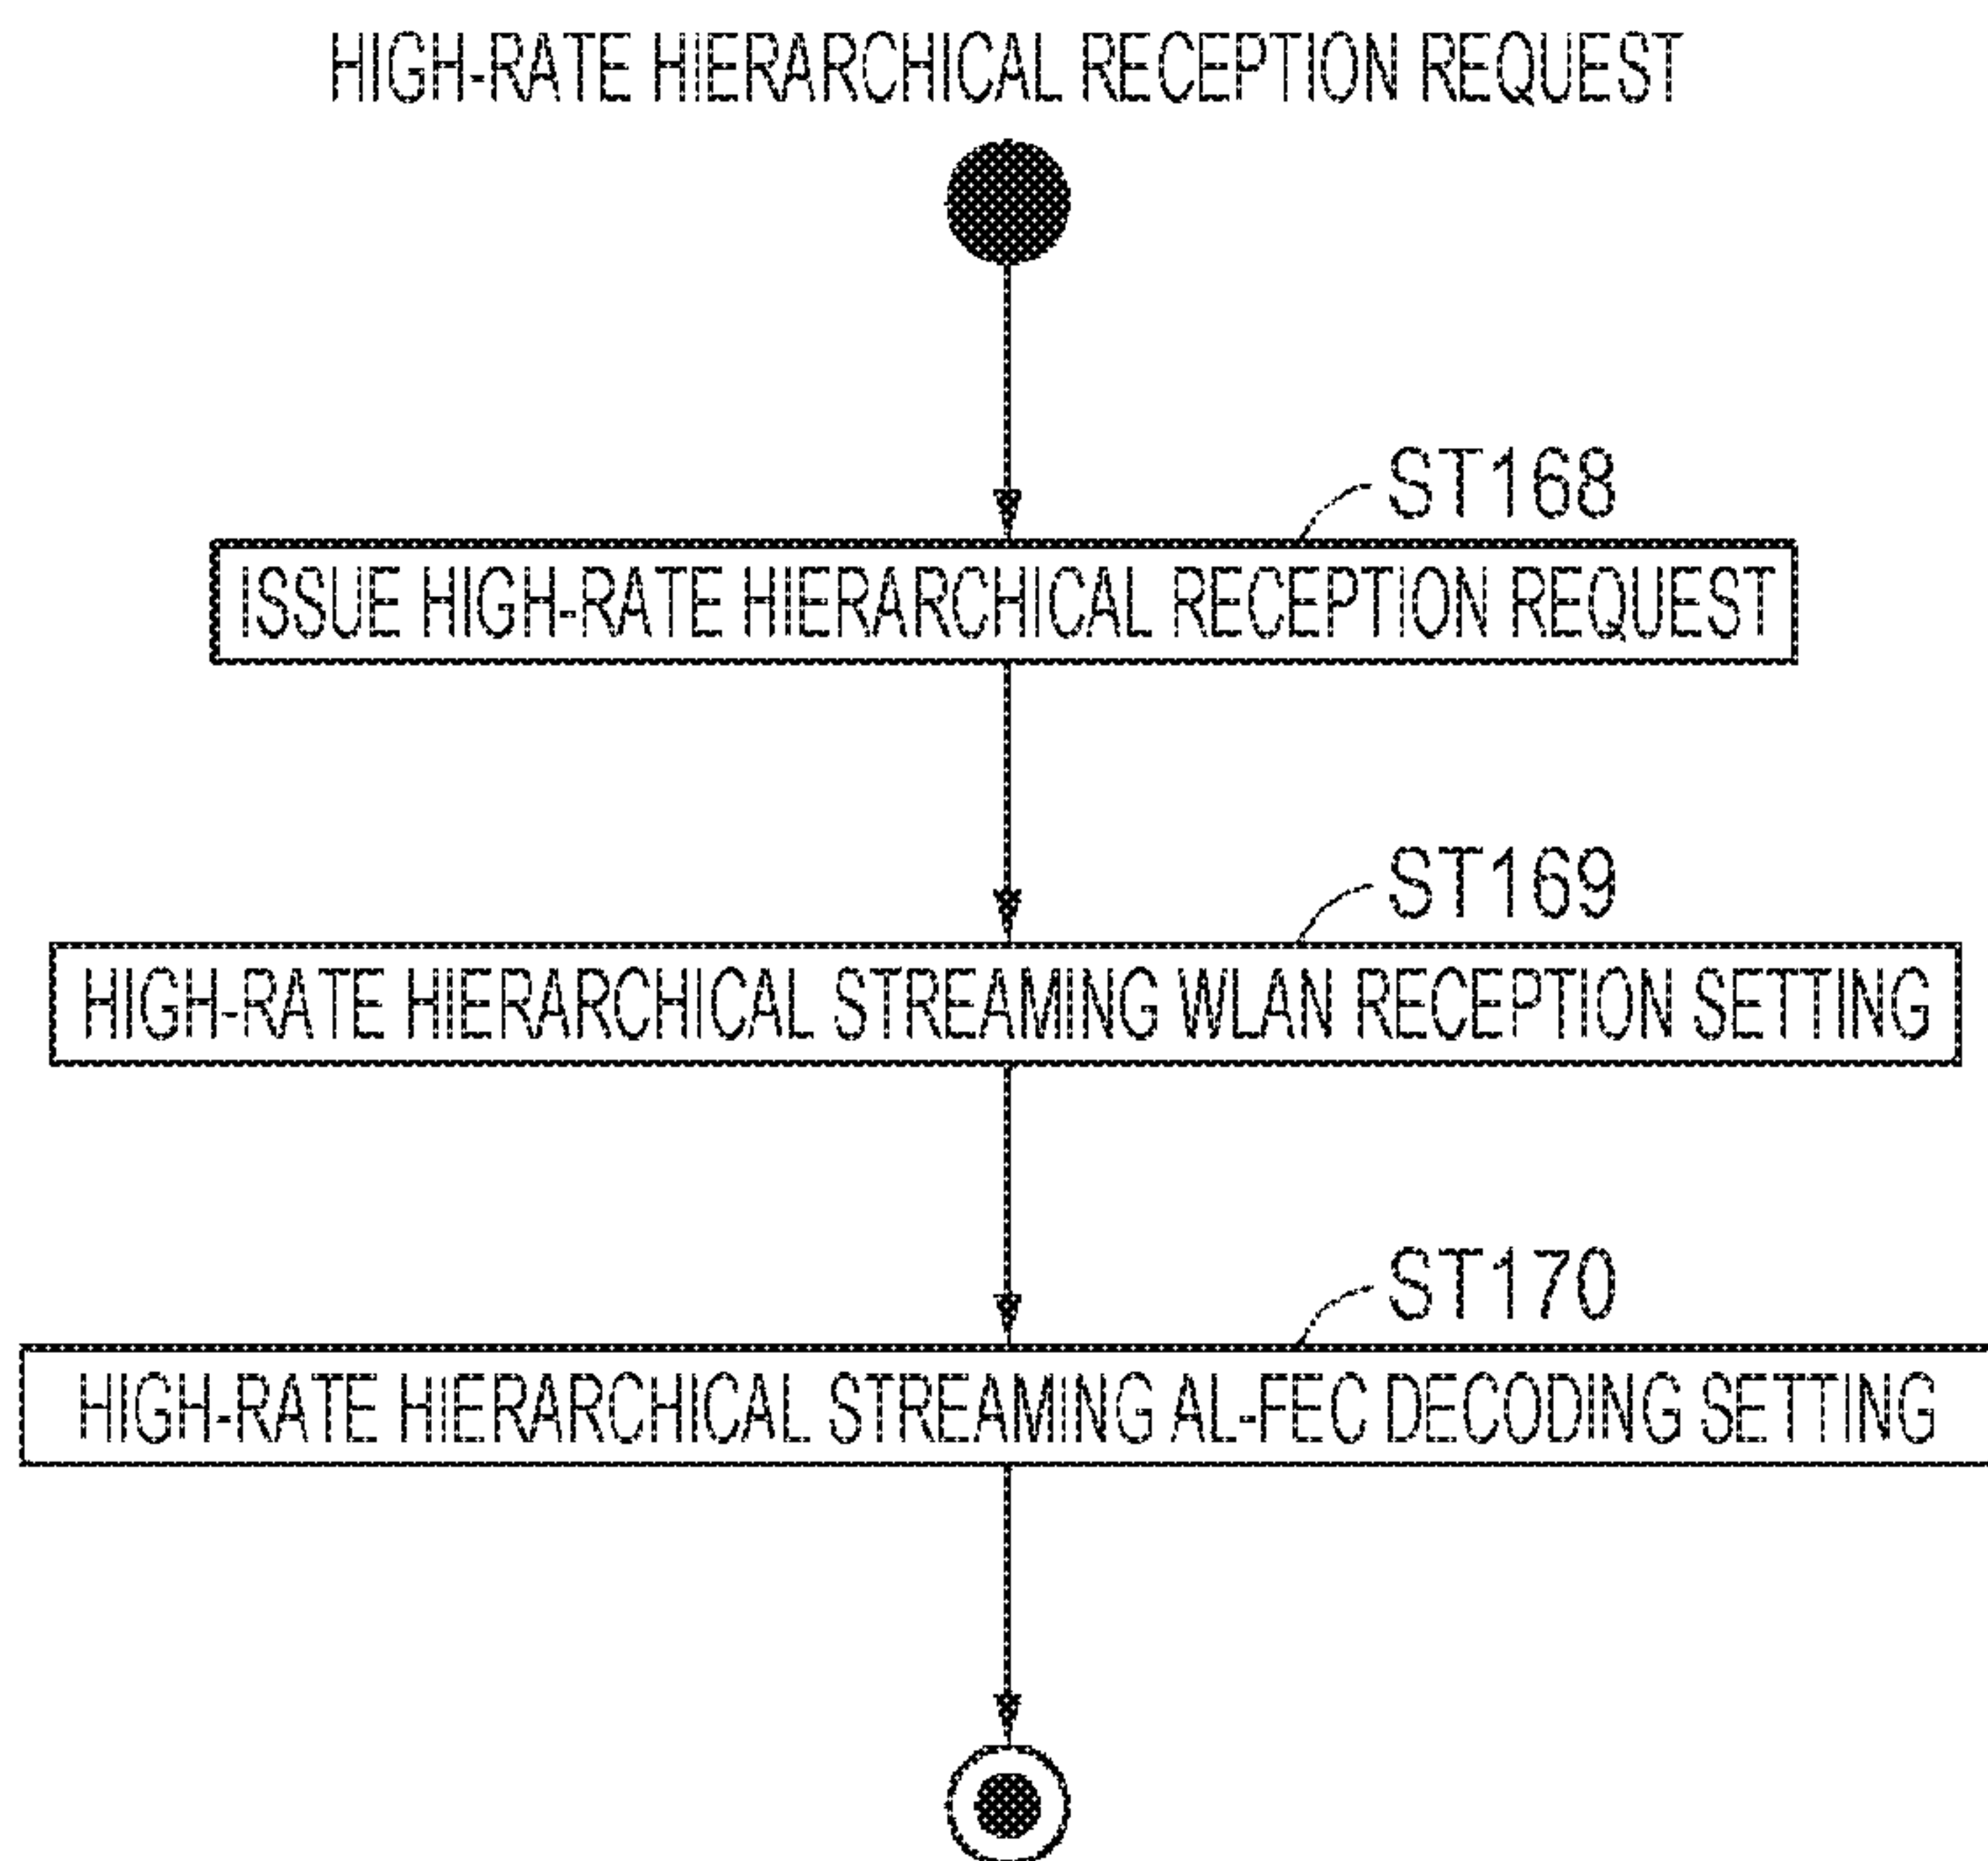 HIGH-RATE HIERARCHICAL RECEPTION REQUEST
ST168
ISSUE HIGH-RATE HIERARCHICAL RECEPTION REQUEST
ST169
HIGH-RATE HIERARCHICAL STREAMING WLAN RECEPTION SETTING
ST170
HIGH-RATE HIERARCHICAL STREAMING AL-FEC DECODING SETTING